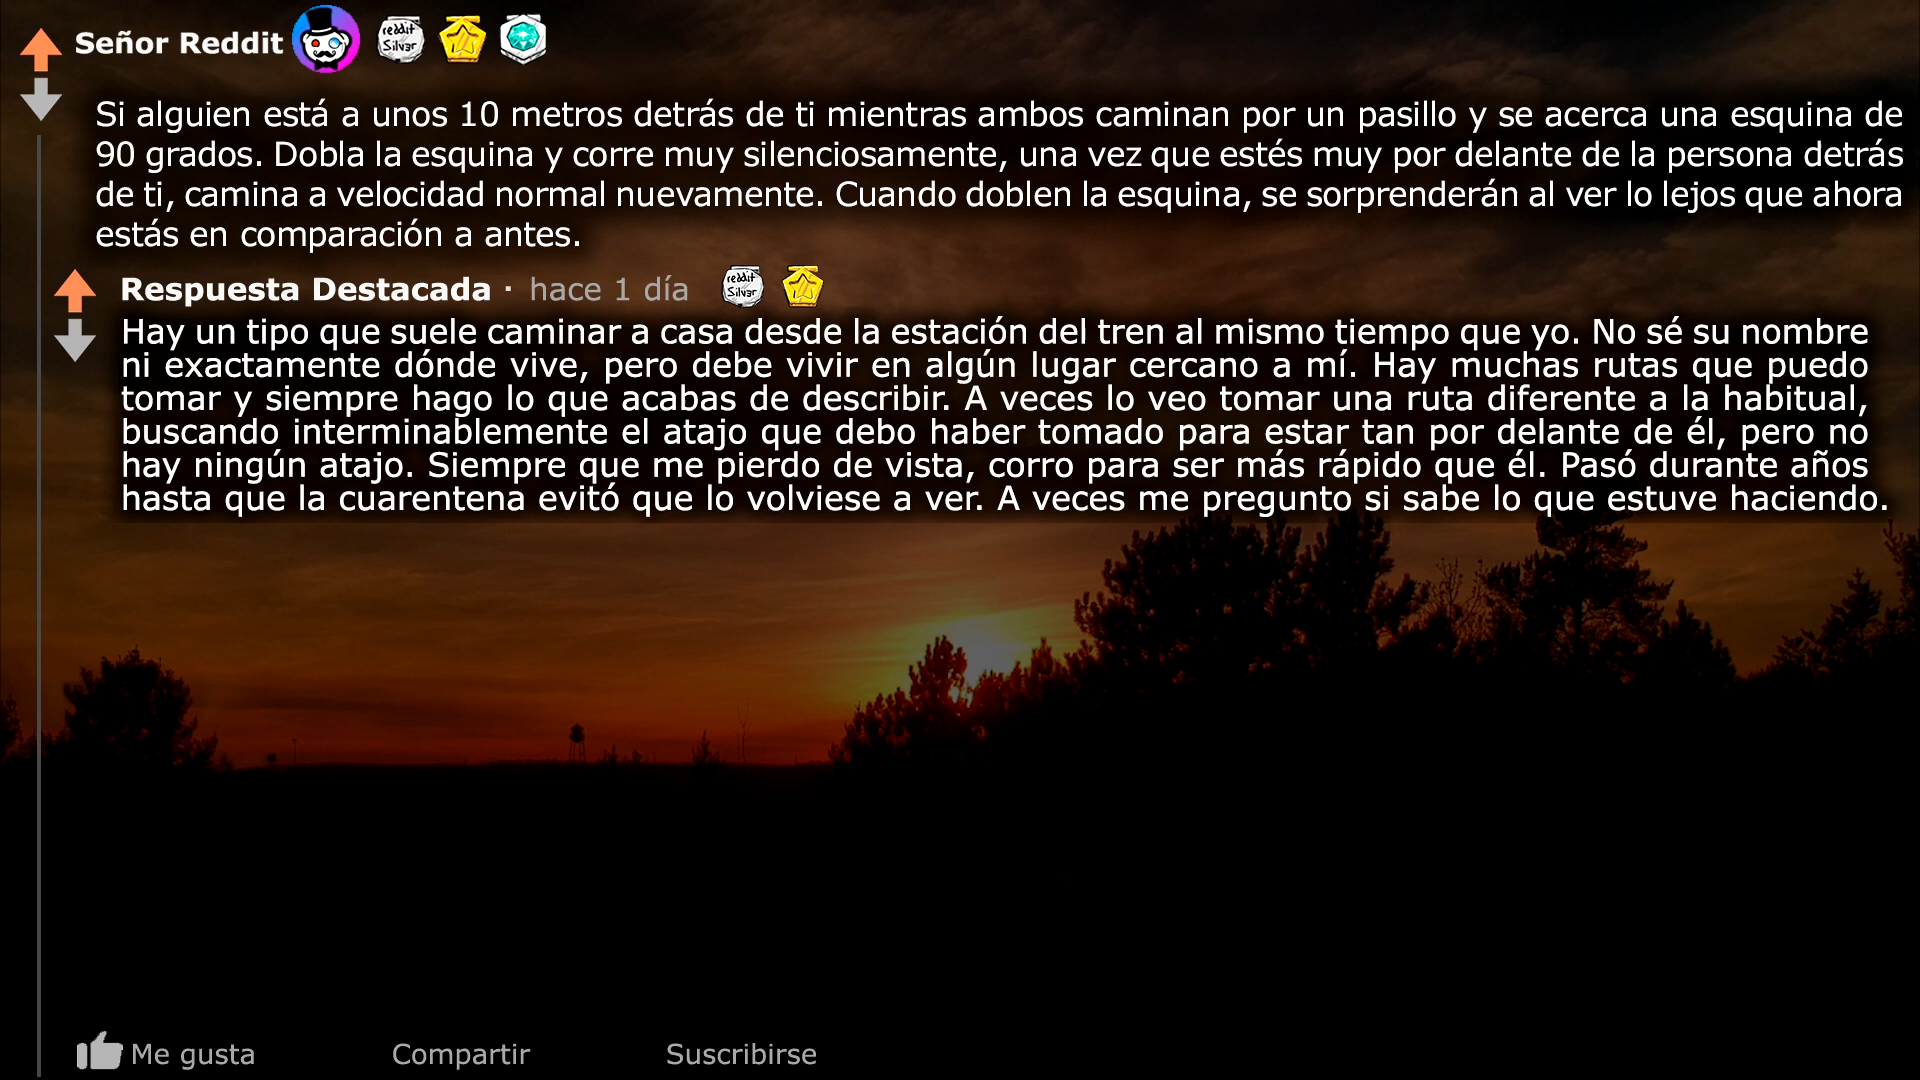 Señor Reddit
reddit
Silver
Si alguien está a unos 10 metros detrás de ti mientras ambos caminan por un pasillo y se acerca una esquina de
90 grados. Dobla la esquina y corre muy silenciosamente, una vez que estés muy por delante de la persona detrás
de ti, camina a velocidad normal nuevamente. Cuando doblen la esquina, se sorprenderán al ver lo lejos que ahora
estás en comparación a antes.
Respuesta Destacada · hace 1 día
reddit
Silver
Hay un tipo que suele caminar a casa desde la estación del tren al mismo tiempo que yo. No sé su nombre
ni exactamente dónde vive, pero debe vivir en algún lugar cercano a mí. Hay muchas rutas que puedo
tomar y siempre hago lo que acabas de describir. A veces lo veo tomar una ruta diferente a la habitual,
buscando interminablemente el atajo que debo haber tomado para estar tan por delante de él, pero no
hay ningún atajo. Siempre que me pierdo de vista, corro para ser más rápido que él. Pasó durante años
hasta que la cuarentena evitó que lo volviese a ver. A veces me pregunto si sabe lo que estuve haciendo.
Me gusta Compartir Suscribirse